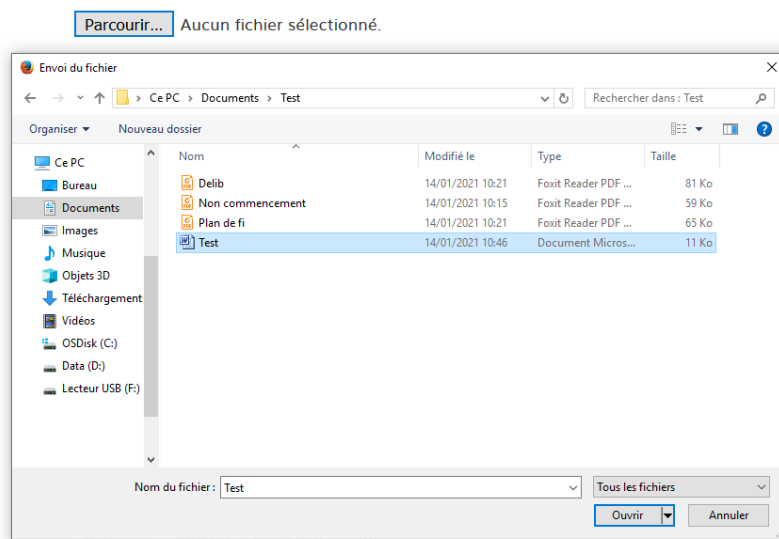 Parcourir... Aucun fichier sélectionné.
Envoi du fichier
Ce PC > Documents > Test
Rechercher dans : Test
Organiser Nouveau dossier
Ce PC
Bureau
Documents
Images
Musique
Objets 3D
Téléchargement
Vidéos
OSDisk (C:)
Data (D:)
Lecteur USB (F:)
Nom Modifié le Type Taille
Delib 14/01/2021 10:21 Foxit Reader PDF ... 81 Ko
Non commencement 14/01/2021 10:15 Foxit Reader PDF ... 59 Ko
Plan de fi 14/01/2021 10:21 Foxit Reader PDF ... 65 Ko
Test 14/01/2021 10:46 Document Micros... 11 Ko
Nom du fichier : Test Tous les fichiers
Ouvrir Annuler